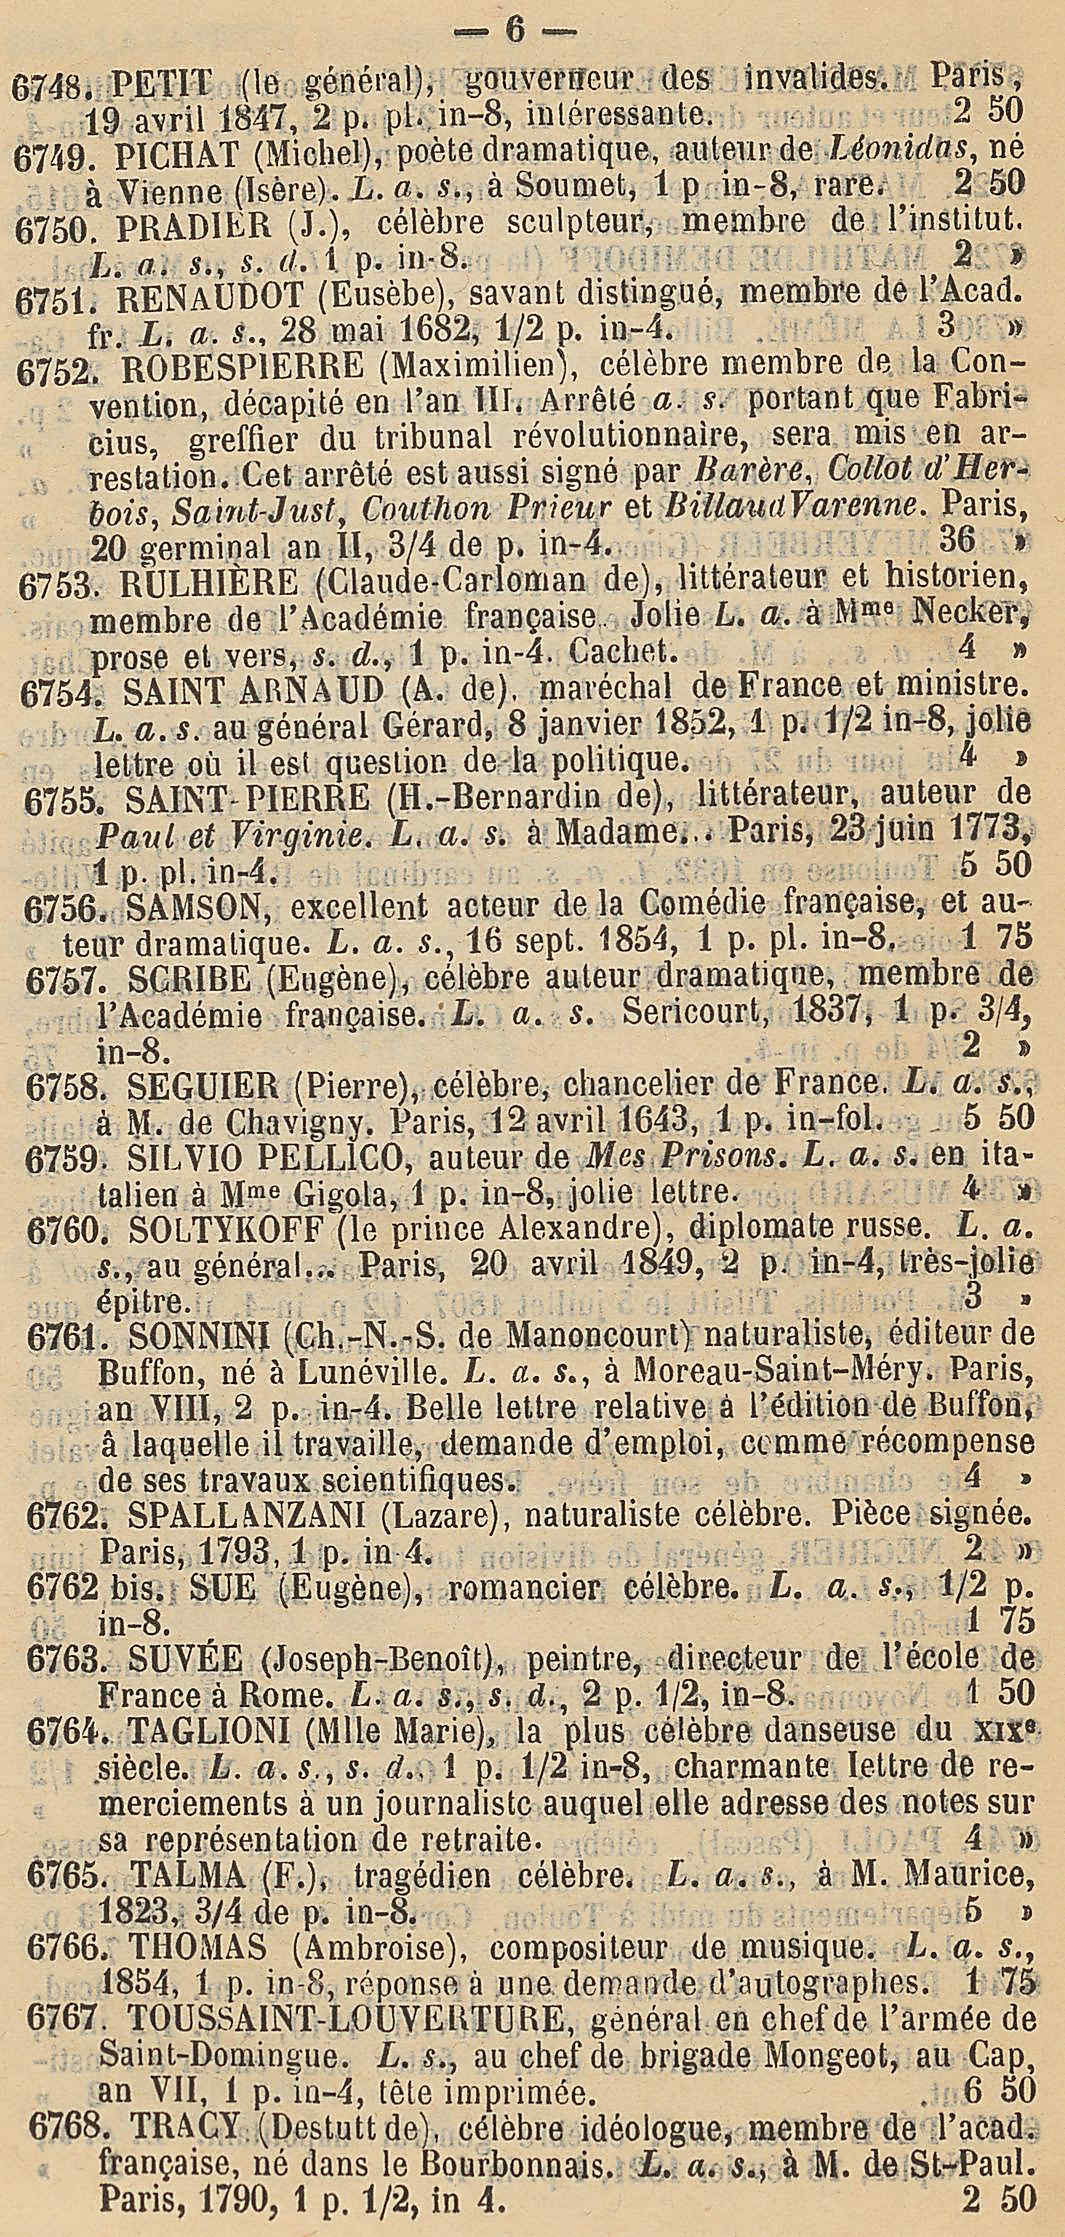 — 6 —
6748. PETIT (le général), gouverneur des invalides. Paris,
19 avril 1847, 2 p. pl. in-8, intéressante. 2 50
6749. PICHAT (Michel), poète dramatique, auteur de Léonidas, né
à Vienne (Isère). L. a. s., à Soumet, 1 p in-8, rare. 2 50
6750. PRADIER (J.), célèbre sculpteur, membre de l'institut.
L. a. s., s. d. 1 p. in-8. 2 »
6751. RENAUDOT (Eusèbe), savant distingué, membre de l'Acad.
fr. L. a. s., 28 mai 1682, 1/2 p. in-4. 3 »
6752. ROBESPIERRE (Maximilien), célèbre membre de la Con-
vention, décapité en l'an III. Arrêté a. s. portant que Fabri-
cius, greffier du tribunal révolutionnaire, sera mis en ar-
restation. Cet arrêté est aussi signé par Barère, Collot d'Her-
bois, Saint-Just, Couthon Prieur et Billaud Varenne. Paris,
20 germinal an II, 3/4 de p. in-4. 36 »
6753. RULHIÈRE (Claude-Carloman de), littérateur et historien,
membre de l'Académie française. Jolie L. a. à Mme Necker,
prose et vers, s. d., 1 p. in-4. Cachet. 4 »
6754. SAINT ARNAUD (A. de), maréchal de France et ministre.
L. a. s. au général Gérard, 8 janvier 1852, 1 p. 1/2 in-8, jolie
lettre où il est question de la politique. 4 »
6755. SAINT-PIERRE (H.-Bernardin de), littérateur, auteur de
Paul et Virginie. L. a. s. à Madame... Paris, 23 juin 1773,
1 p. pl. in-4. 5 50
6756. SAMSON, excellent acteur de la Comédie française, et au-
teur dramatique. L. a. s., 16 sept. 1854, 1 p. pl. in-8. 1 75
6757. SCRIBE (Eugène), célèbre auteur dramatique, membre de
l'Académie française. L. a. s. Sericourt, 1837, 1 p. 3/4,
in-8. 2 »
6758. SEGUIER (Pierre), célèbre, chancelier de France. L. a. s.,
à M. de Chavigny. Paris, 12 avril 1643, 1 p. in-fol. 5 50
6759. SILVIO PELLICO, auteur de Mes Prisons. L. a. s. en ita-
talien à Mme Gigola, 1 p. in-8, jolie lettre. 4 »
6760. SOLTYKOFF (le prince Alexandre), diplomate russe. L. a.
s., au général... Paris, 20 avril 1849, 2 p. in-4, très-jolie
épitre. 3 »
6761. SONNINI (Ch.-N.-S. de Manoncourt) naturaliste, éditeur de
Buffon, né à Lunéville. L. a. s., à Moreau-Saint-Méry. Paris,
an VIII, 2 p. in-4. Belle lettre relative à l'édition de Buffon,
â laquelle il travaille, demande d'emploi, comme récompense
de ses travaux scientifiques. 4 »
6762. SPALLANZANI (Lazare), naturaliste célèbre. Pièce signée.
Paris, 1793, 1 p. in 4. 2 »
6762 bis. SUE (Eugène), romancier célèbre. L. a. s., 1/2 p.
in-8. 1 75
6763. SUVÉE (Joseph-Benoît), peintre, directeur de l'école de
France à Rome. L. a. s., s. d., 2 p. 1/2, in-8. 1 50
6764. TAGLIONI (Mlle Marie), la plus célèbre danseuse du XIXe
siècle. L. a. s., s. d., 1 p. 1/2 in-8, charmante lettre de re-
merciements à un journaliste auquel elle adresse des notes sur
sa représentation de retraite. 4 »
6765. TALMA (F.), tragédien célèbre. L. a. s., à M. Maurice,
1823, 3/4 de p. in-8. 5 »
6766. THOMAS (Ambroise), compositeur de musique. L. a. s.,
1854, 1 p. in-8, réponse à une demande d'autographes. 1 75
6767. TOUSSAINT-LOUVERTURE, général en chef de l'armée de
Saint-Domingue. L. s., au chef de brigade Mongeot, au Cap,
an VII, 1 p. in-4, tête imprimée. 6 50
6768. TRACY (Destutt de), célèbre idéologue, membre de l'acad.
française, né dans le Bourbonnais. L. a. s., à M. de St-Paul.
Paris, 1790, 1 p. 1/2, in 4. 2 50